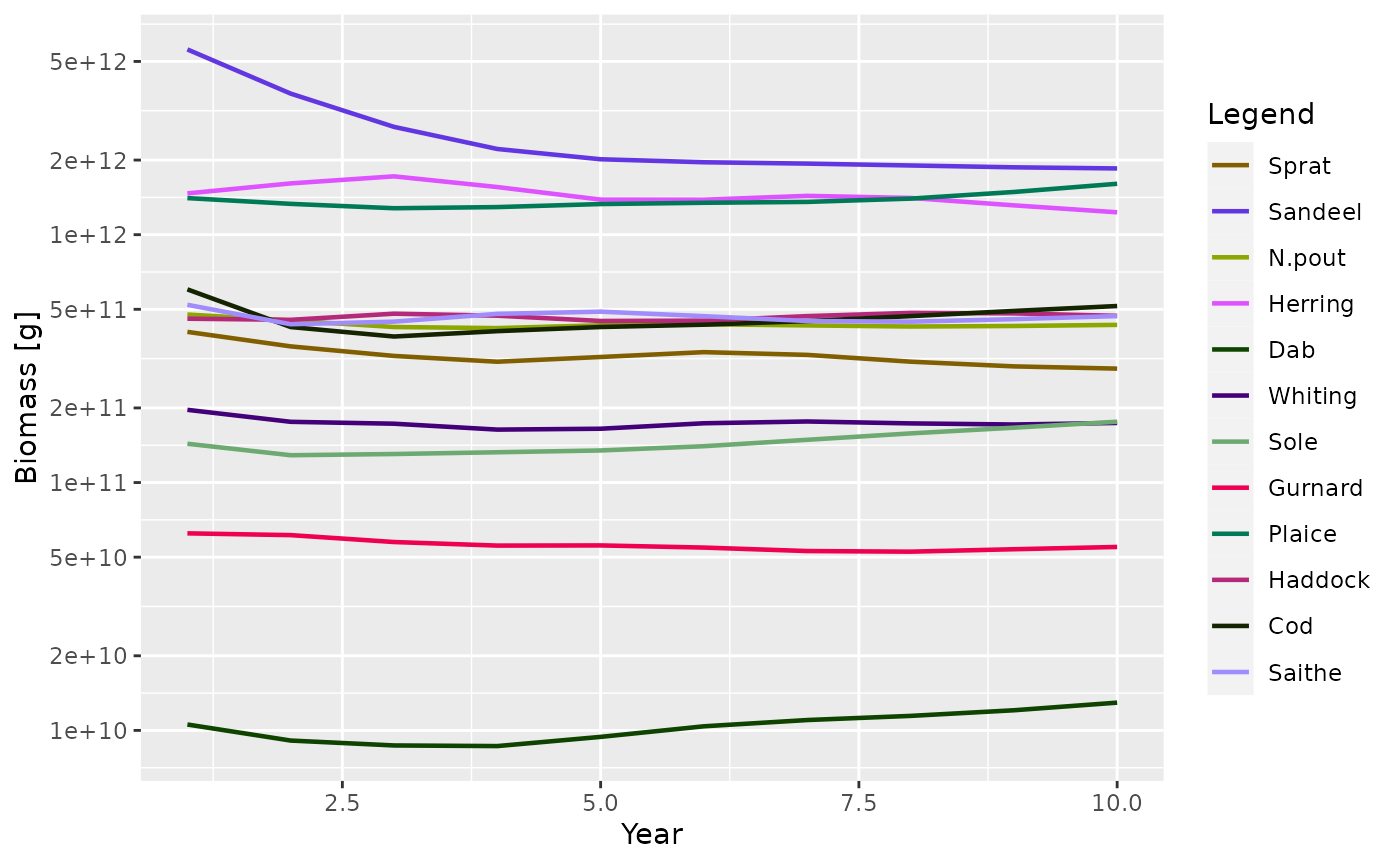 5e+12
2e+12
1e+12
5e+11
2e+11
1e+11
5e+10
2e+10
1e+10
Biomass [g]
2.5 5.0 7.5 10.0
Year
Legend
Sprat
Sandeel
N.pout
Herring
Dab
Whiting
Sole
Gurnard
Plaice
Haddock
Cod
Saithe